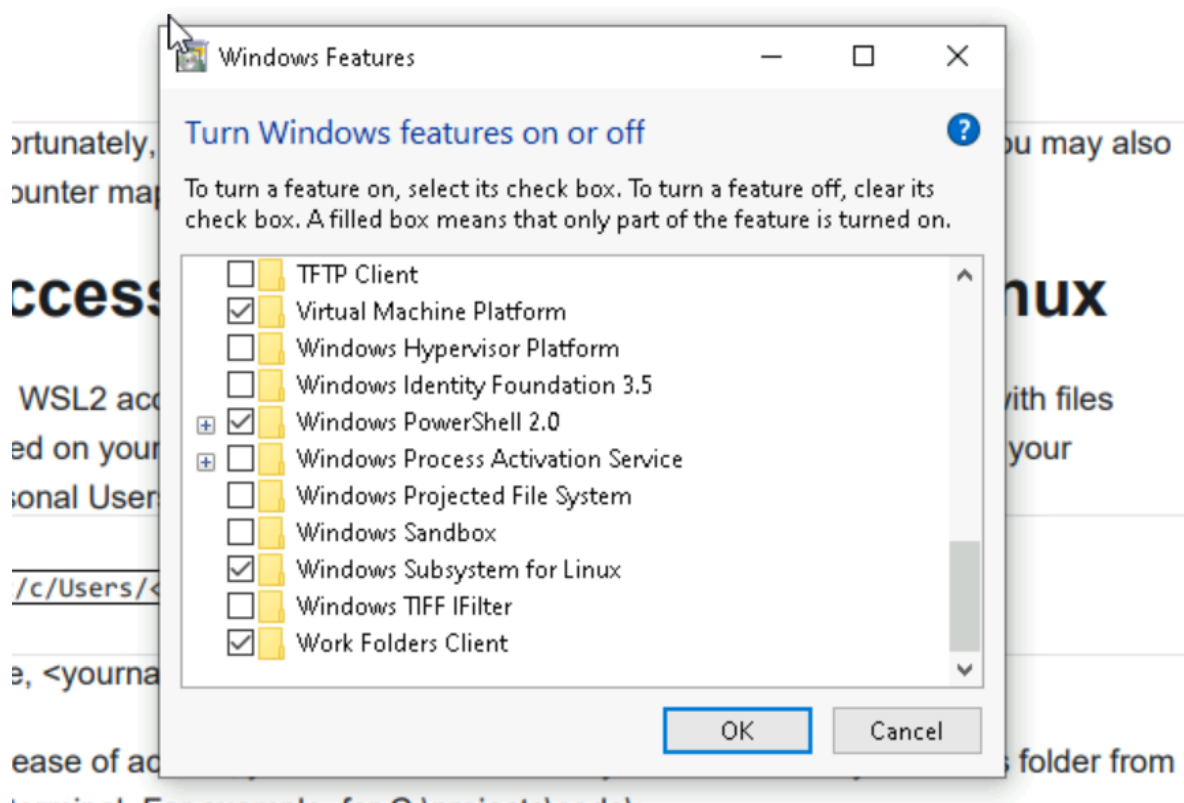 Windows Features
Turn Windows features on or off
To turn a feature on, select its check box. To turn a feature off, clear its
check box. A filled box means that only part of the feature is turned on.
TFTP Client
Virtual Machine Platform
Windows Hypervisor Platform
Windows Identity Foundation 3.5
Windows PowerShell 2.0
Windows Process Activation Service
Windows Projected File System
Windows Sandbox
Windows Subsystem for Linux
Windows TIFF IFilter
Work Folders Client
OK Cancel
ortunately, ou may also
ounter map
ccess nux
WSL2 acc with files
ed on your your
sonal User
/c/Users/<
e, <yourna
ease of ac folder from